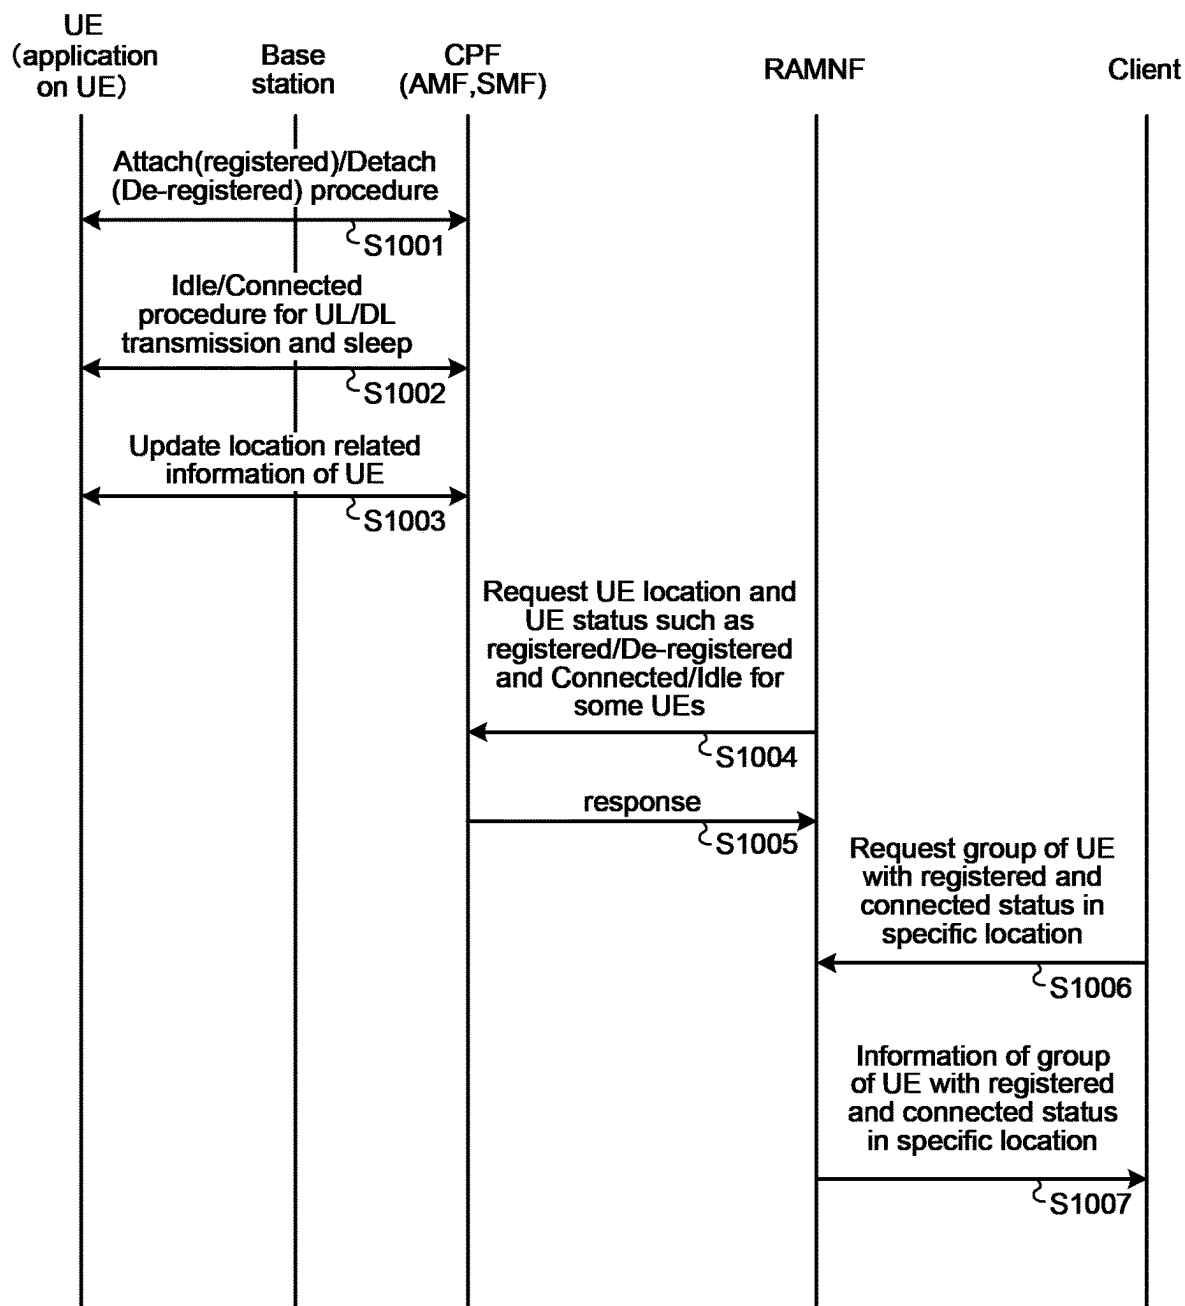 UE
(application
on UE)
Base
station
CPF
(AMF,SMF)
RAMNF
Client
Attach(registered)/Detach
(De-registered) procedure
S1001
Idle/Connected
procedure for UL/DL
transmission and sleep
S1002
Update location related
information of UE
S1003
Request UE location and
UE status such as
registered/De-registered
and Connected/Idle for
some UEs
S1004
response
S1005
Request group of UE
with registered and
connected status in
specific location
S1006
Information of group
of UE with registered
and connected status
in specific location
S1007